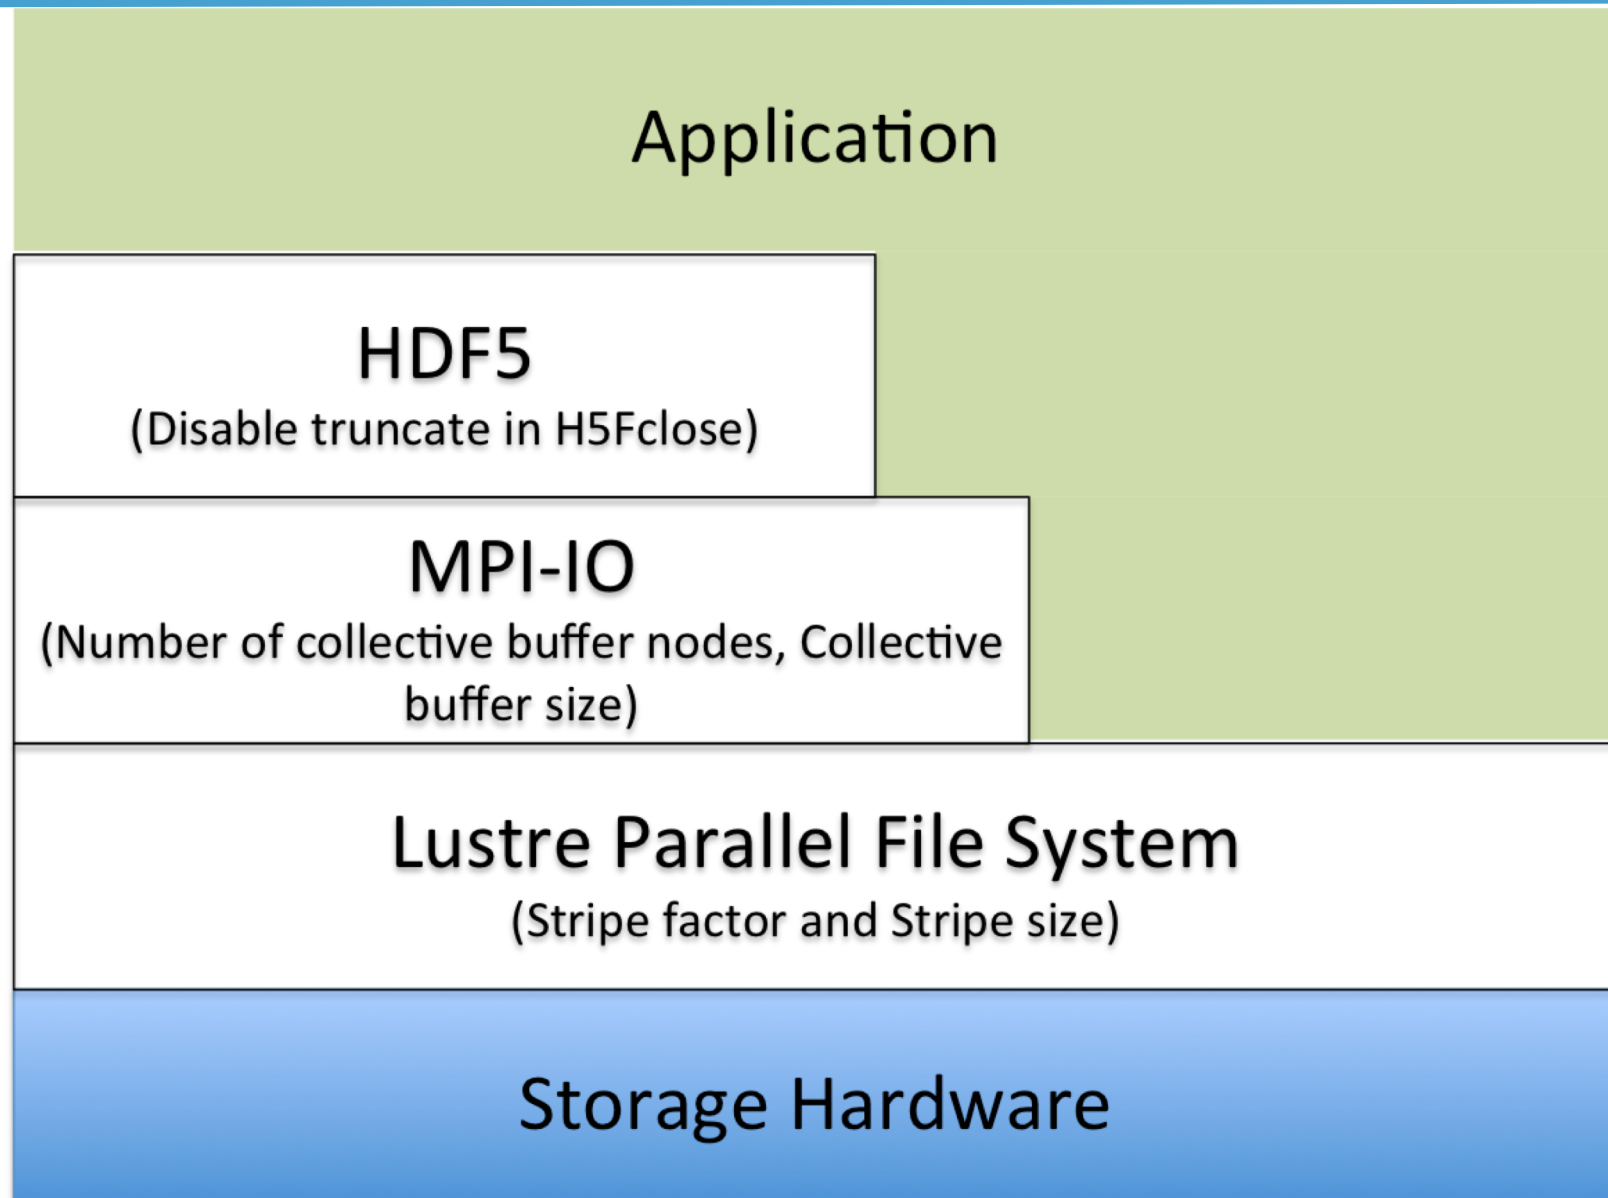 Application
HDF5
(Disable truncate in H5Fclose)
MPI-IO
(Number of collective buffer nodes, Collective
buffer size)
Lustre Parallel File System
(Stripe factor and Stripe size)
Storage Hardware